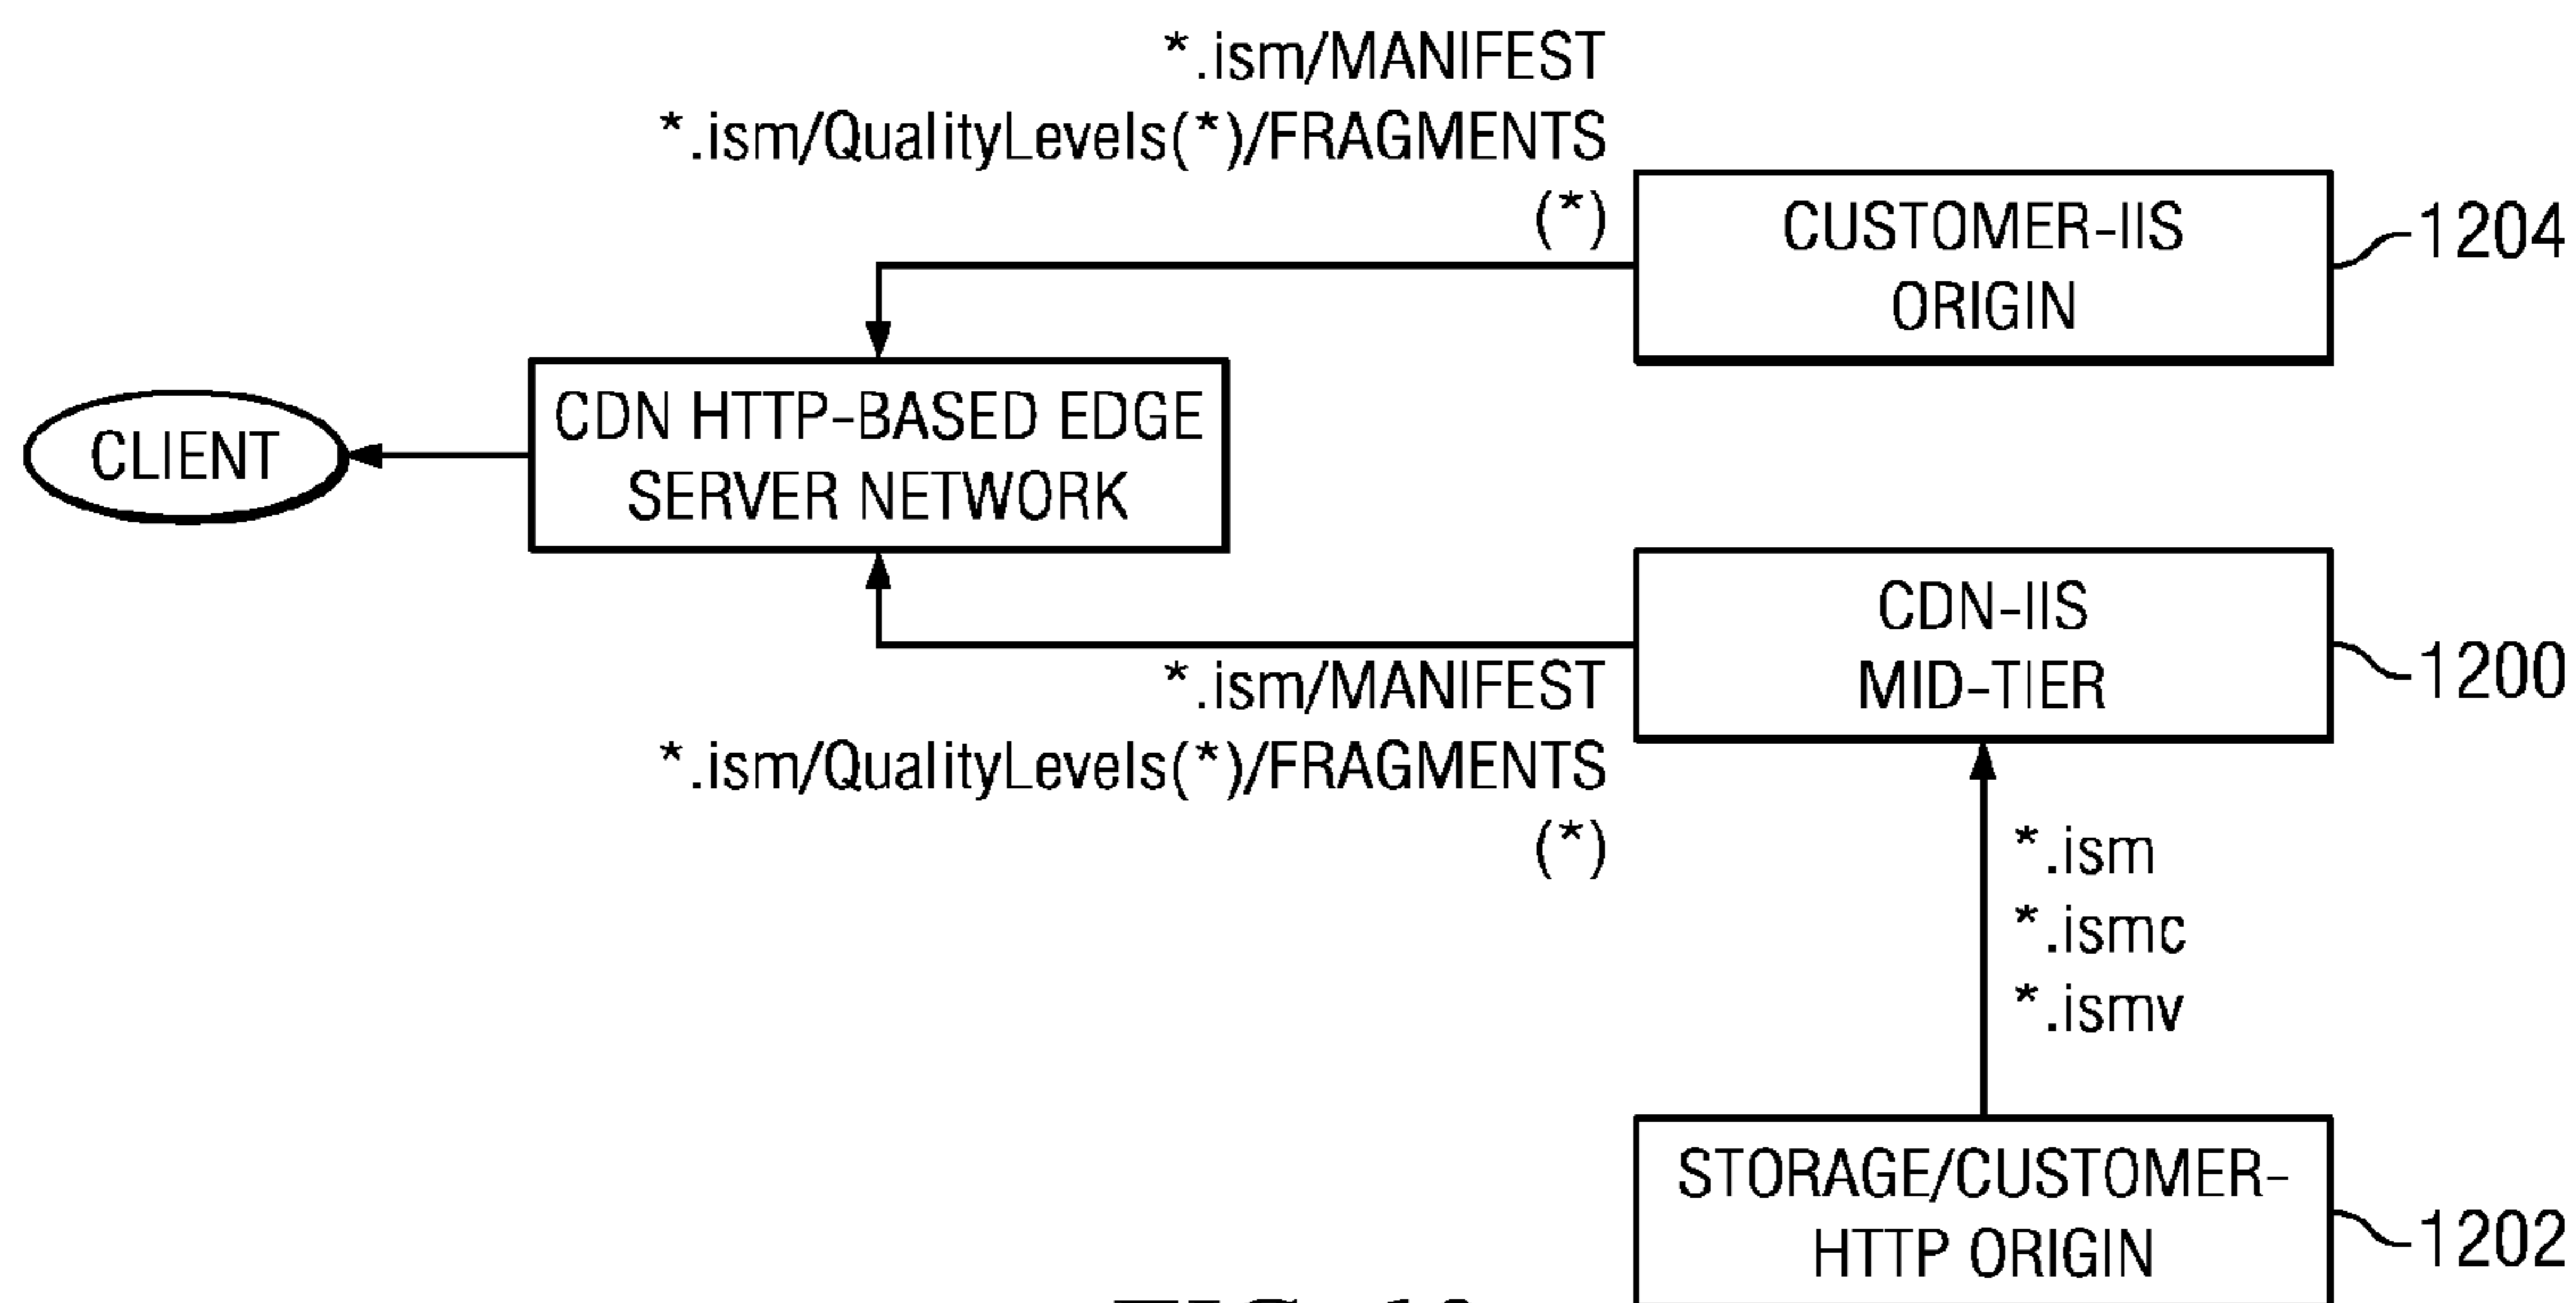 *.ism/MANIFEST
*.ism/QualityLevels(*)/FRAGMENTS
(*)
CUSTOMER-IIS
ORIGIN
1204
CLIENT
CDN HTTP-BASED EDGE
SERVER NETWORK
CDN-IIS
MID-TIER
1200
*.ism/MANIFEST
*.ism/QualityLevels(*)/FRAGMENTS
(*)
*.ism
*.ismc
*.ismv
STORAGE/CUSTOMER-
HTTP ORIGIN
1202